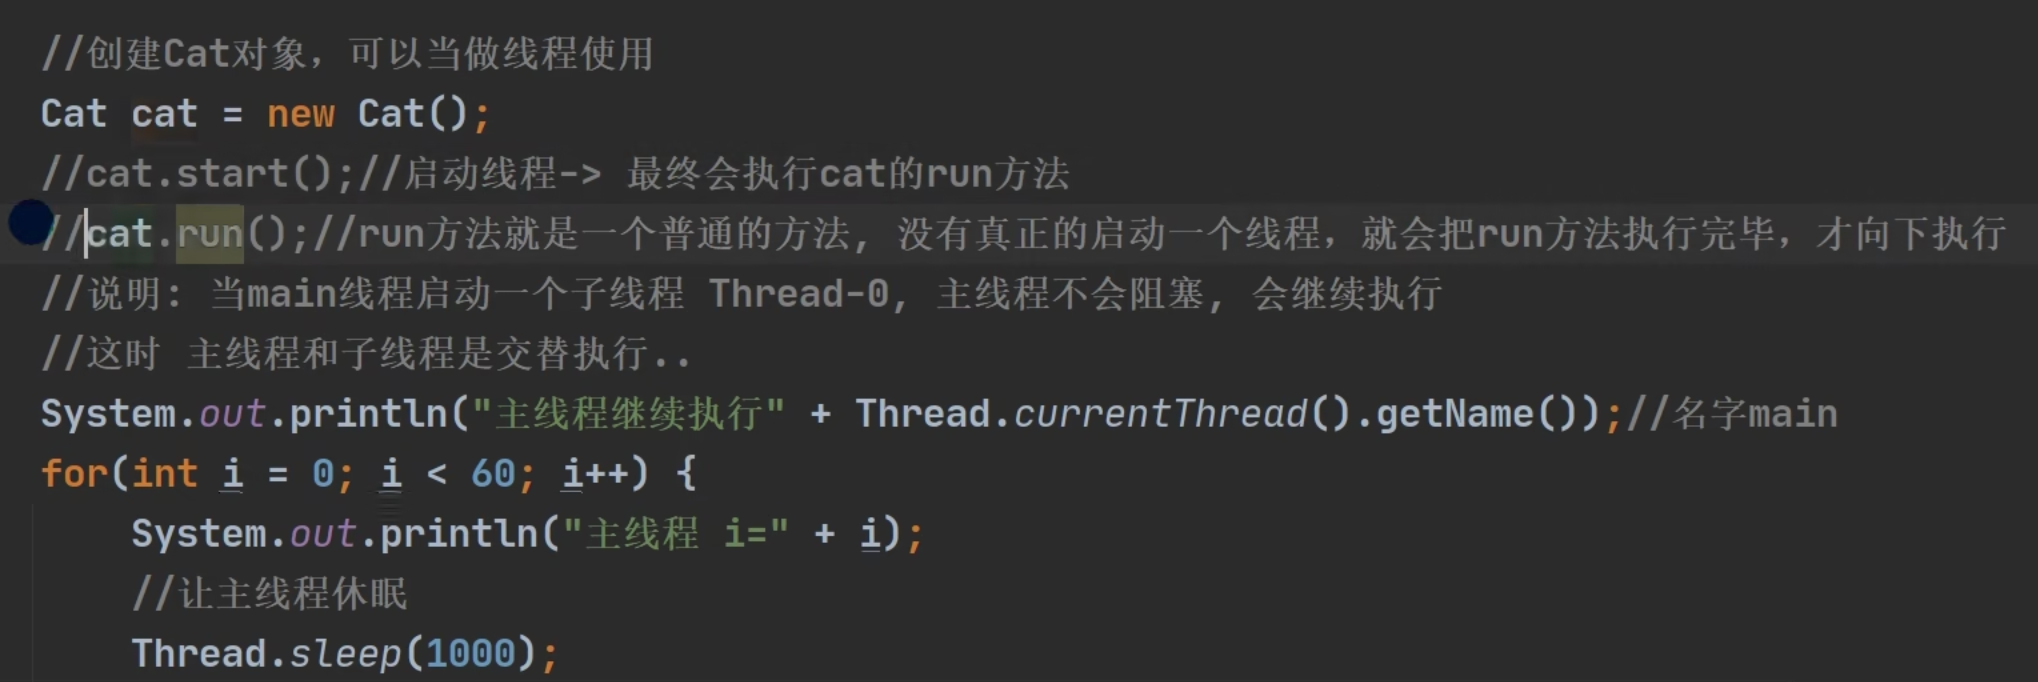 //创建Cat对象，可以当做线程使用
Cat cat = new Cat();
//cat.start();//启动线程-> 最终会执行cat的run方法
//cat.run();//run方法就是一个普通的方法, 没有真正的启动一个线程，就会把run方法执行完毕，才向下执行
//说明: 当main线程启动一个子线程 Thread-0, 主线程不会阻塞, 会继续执行
//这时 主线程和子线程是交替执行..
System.out.println("主线程继续执行" + Thread.currentThread().getName());//名字main
for(int i = 0; i < 60; i++) {
    System.out.println("主线程 i=" + i);
    //让主线程休眠
    Thread.sleep(1000);